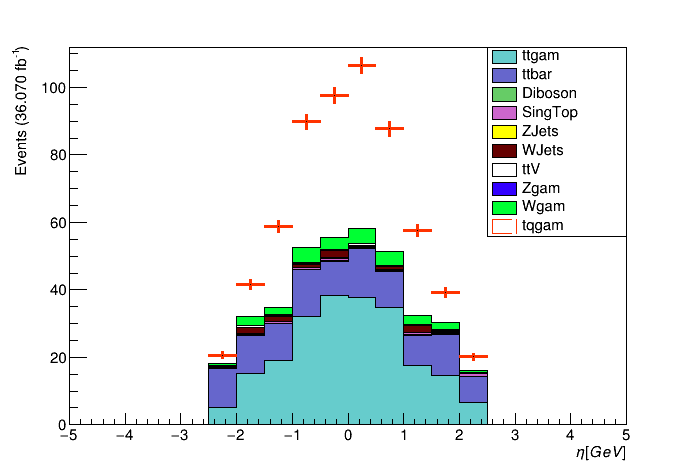 Events (36.070 fb⁻¹)
100
80
60
40
20
0
−5
−4
−3
−2
−1
0
1
2
3
4
5
η[GeV]
ttgam
ttbar
Diboson
SingTop
ZJets
WJets
ttV
Zgam
Wgam
tqgam